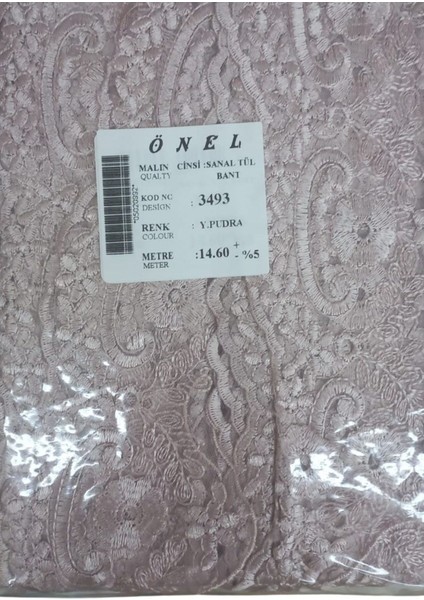 ÖNEL
MALIN CİNSİ :SANAL TÜL
QUALTY BANT
KOD NO : 3493
DESIGN
RENK : Y.PUDRA
COLOUR
METRE :14.60 + - %5
METER